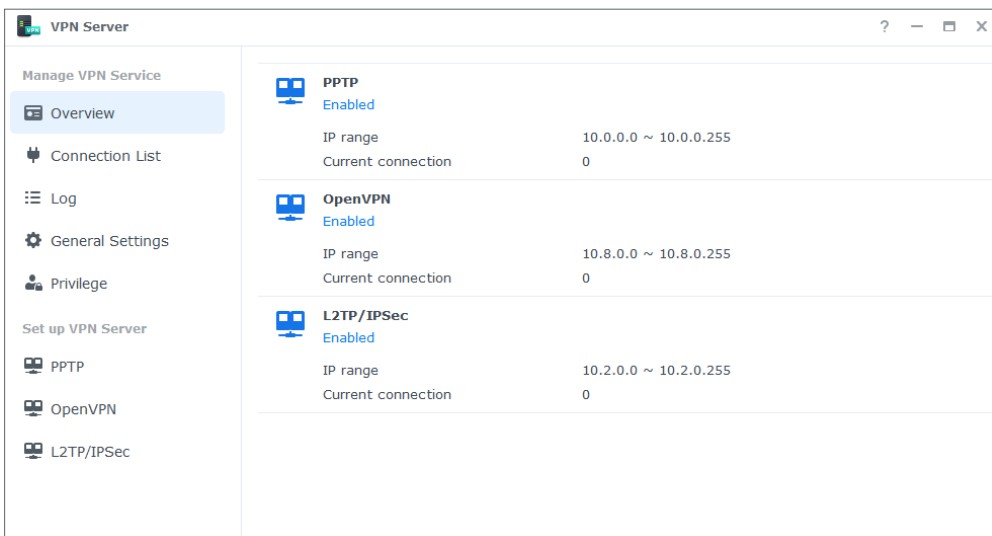 VPN Server
?
Manage VPN Service
Overview
Connection List
Log
General Settings
Privilege
Set up VPN Server
PPTP
OpenVPN
L2TP/IPSec
PPTP
Enabled
IP range 10.0.0.0 ~ 10.0.0.255
Current connection 0
OpenVPN
Enabled
IP range 10.8.0.0 ~ 10.8.0.255
Current connection 0
L2TP/IPSec
Enabled
IP range 10.2.0.0 ~ 10.2.0.255
Current connection 0